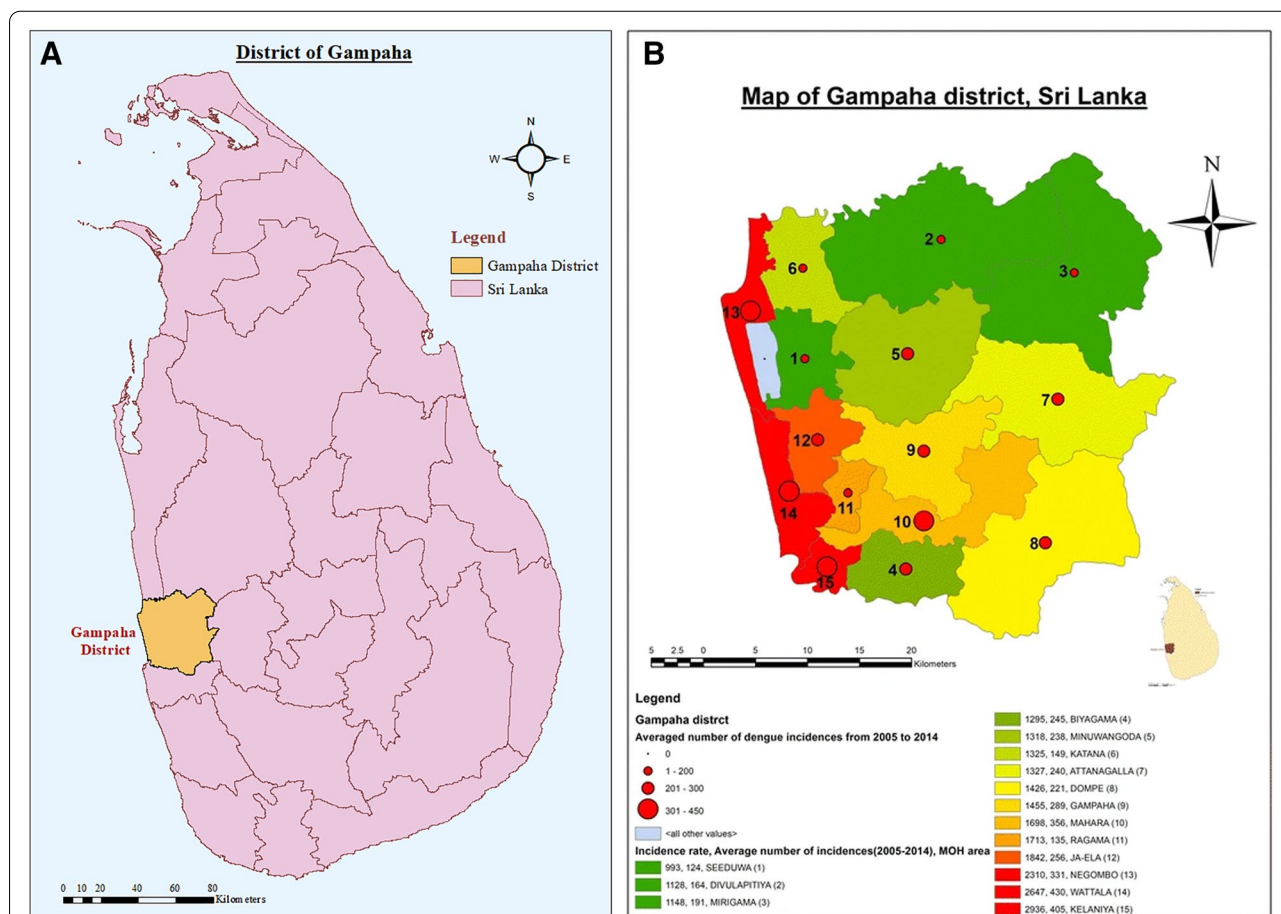 A
District of Gampaha
N
W E
S
Legend
Gampaha District
Sri Lanka
Gampaha
District
0 10 20 40 60 80
Kilometers
B
Map of Gampaha district, Sri Lanka
N
2
3
6
13
1
5
7
12
9
11
14
10
8
15
4
5 2.5 0 5 10 15 20
Kilometers
Legend
Gampaha distrct
Averaged number of dengue incidences from 2005 to 2014
0
1 - 200
201 - 300
301 - 450
<all other values>
Incidence rate, Average number of incidences(2005-2014), MOH area
993, 124, SEEDUWA (1)
1128, 164, DIVULAPITIYA (2)
1148, 191, MIRIGAMA (3)
1295, 245, BIYAGAMA (4)
1318, 238, MINUWANGODA (5)
1325, 149, KATANA (6)
1327, 240, ATTANAGALLA (7)
1426, 221, DOMPE (8)
1455, 289, GAMPAHA (9)
1698, 356, MAHARA (10)
1713, 135, RAGAMA (11)
1842, 256, JA-ELA (12)
2310, 331, NEGOMBO (13)
2647, 430, WATTALA (14)
2936, 405, KELANIYA (15)